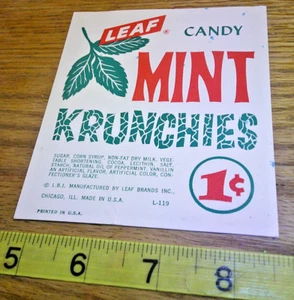 LEAF ® CANDY
MINT
KRUNCHIES
SUGAR, CORN SYRUP, NON-FAT DRY MILK, VEGE-
TABLE SHORTENING, COCOA, LECITHIN, SALT
STARCH, NATURAL OIL OF PEPPERMINT, VANILLIN
AN ARTIFICIAL FLAVOR, ARTIFICIAL COLOR, CON-
FECTIONER'S GLAZE.
1¢
© L.B.I. MANUFACTURED BY LEAF BRANDS INC.,
CHICAGO, ILL. MADE IN U.S.A. L-119
PRINTED IN U.S.A.
5 6 7 8